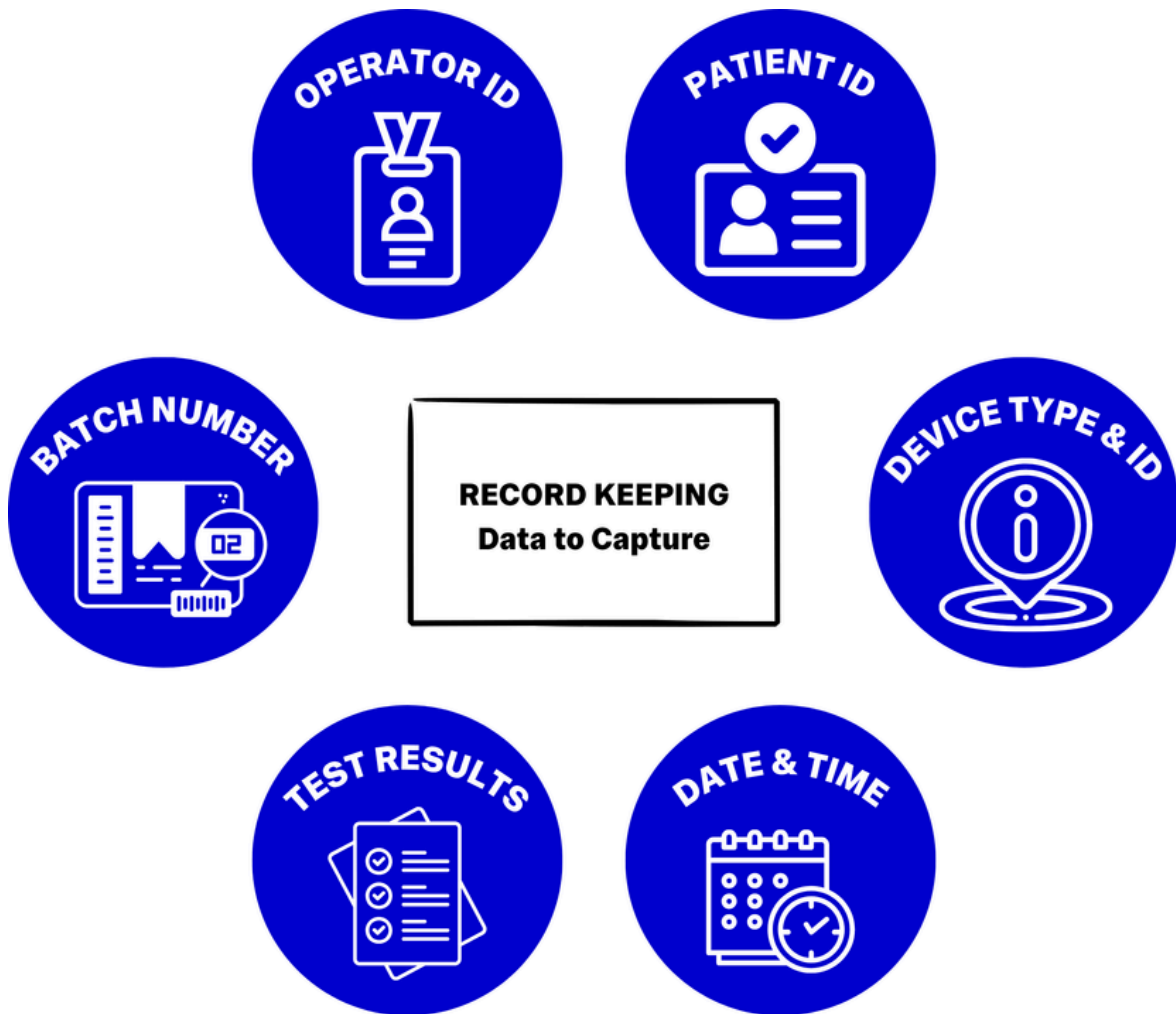 OPERATOR ID
PATIENT ID
BATCH NUMBER
02
RECORD KEEPING
Data to Capture
DEVICE TYPE & ID
TEST RESULTS
DATE & TIME